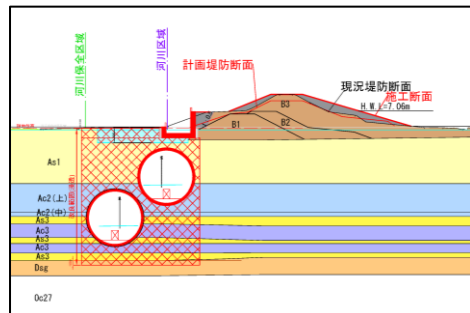 河川保全区域
河川区域
計画堤防断面
現況堤防断面
施工断面
H.W.L=7.06m
B3
B1
B2
As1
Ac2(上)
Ac2(中)
As3
Ac3
As3
Ac3
As3
Dsg
Oc27